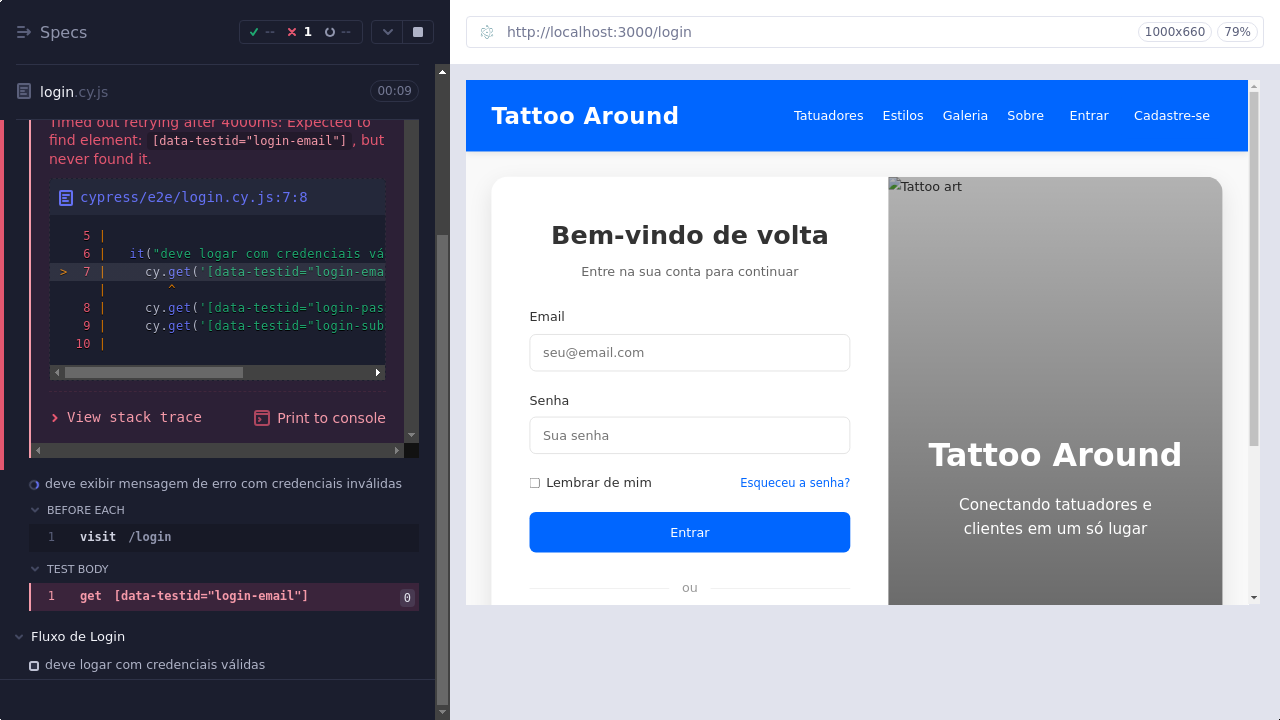 Specs
-- 1 --
login.cy.js 00:09
Timed out retrying after 4000ms: Expected to
find element: [data-testid="login-email"], but
never found it.
cypress/e2e/login.cy.js:7:8
5 |
6 |   it("deve logar com credenciais vá
> 7 |     cy.get('[data-testid="login-ema
|        ^
8 |     cy.get('[data-testid="login-pas
9 |     cy.get('[data-testid="login-sub
10 |
View stack trace
Print to console
deve exibir mensagem de erro com credenciais inválidas
BEFORE EACH
1 visit /login
TEST BODY
1 get [data-testid="login-email"] 0
Fluxo de Login
deve logar com credenciais válidas
http://localhost:3000/login 1000x660 79%
Tattoo Around
Tatuadores Estilos Galeria Sobre Entrar Cadastre-se
Bem-vindo de volta
Entre na sua conta para continuar
Email
seu@email.com
Senha
Sua senha
Lembrar de mim Esqueceu a senha?
Entrar
ou
Tattoo art
Tattoo Around
Conectando tatuadores e
clientes em um só lugar